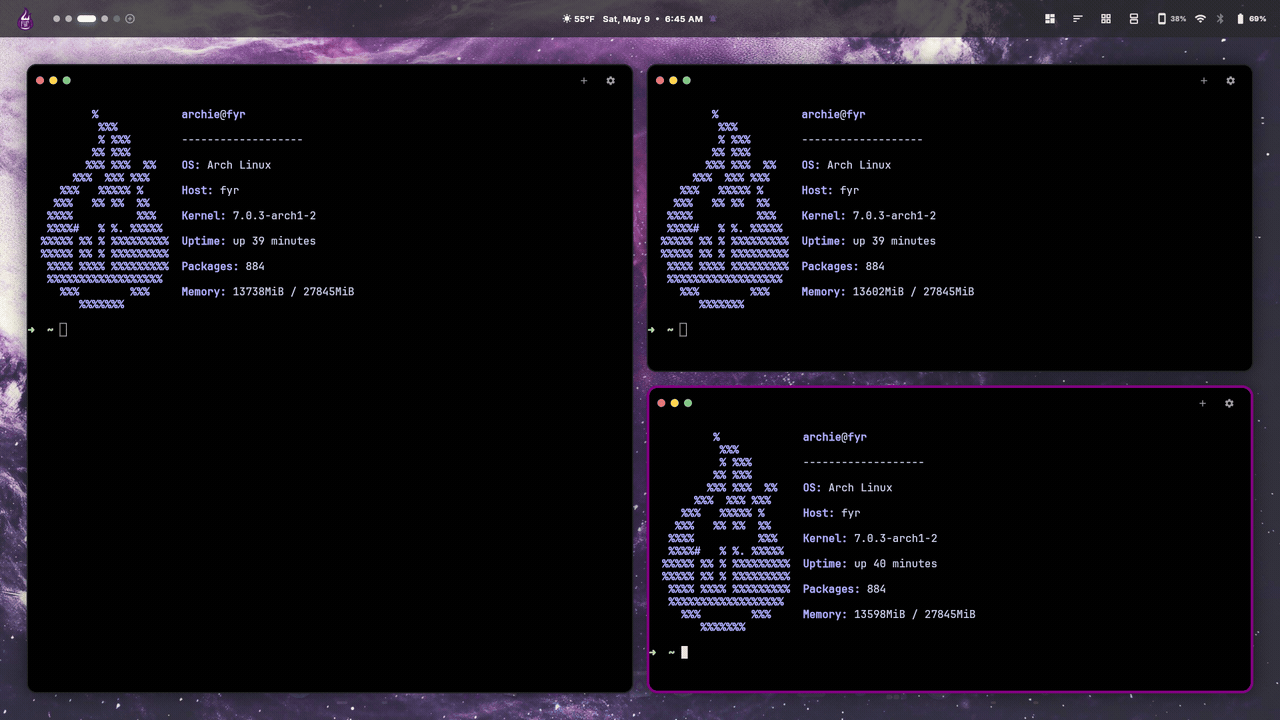 55°F Sat, May 9 • 6:45 AM
38%
69%
archie@fyr
-------------------
OS: Arch Linux
Host: fyr
Kernel: 7.0.3-arch1-2
Uptime: up 39 minutes
Packages: 884
Memory: 13738MiB / 27845MiB
→ ~
archie@fyr
-------------------
OS: Arch Linux
Host: fyr
Kernel: 7.0.3-arch1-2
Uptime: up 39 minutes
Packages: 884
Memory: 13602MiB / 27845MiB
→ ~
archie@fyr
-------------------
OS: Arch Linux
Host: fyr
Kernel: 7.0.3-arch1-2
Uptime: up 40 minutes
Packages: 884
Memory: 13598MiB / 27845MiB
→ ~